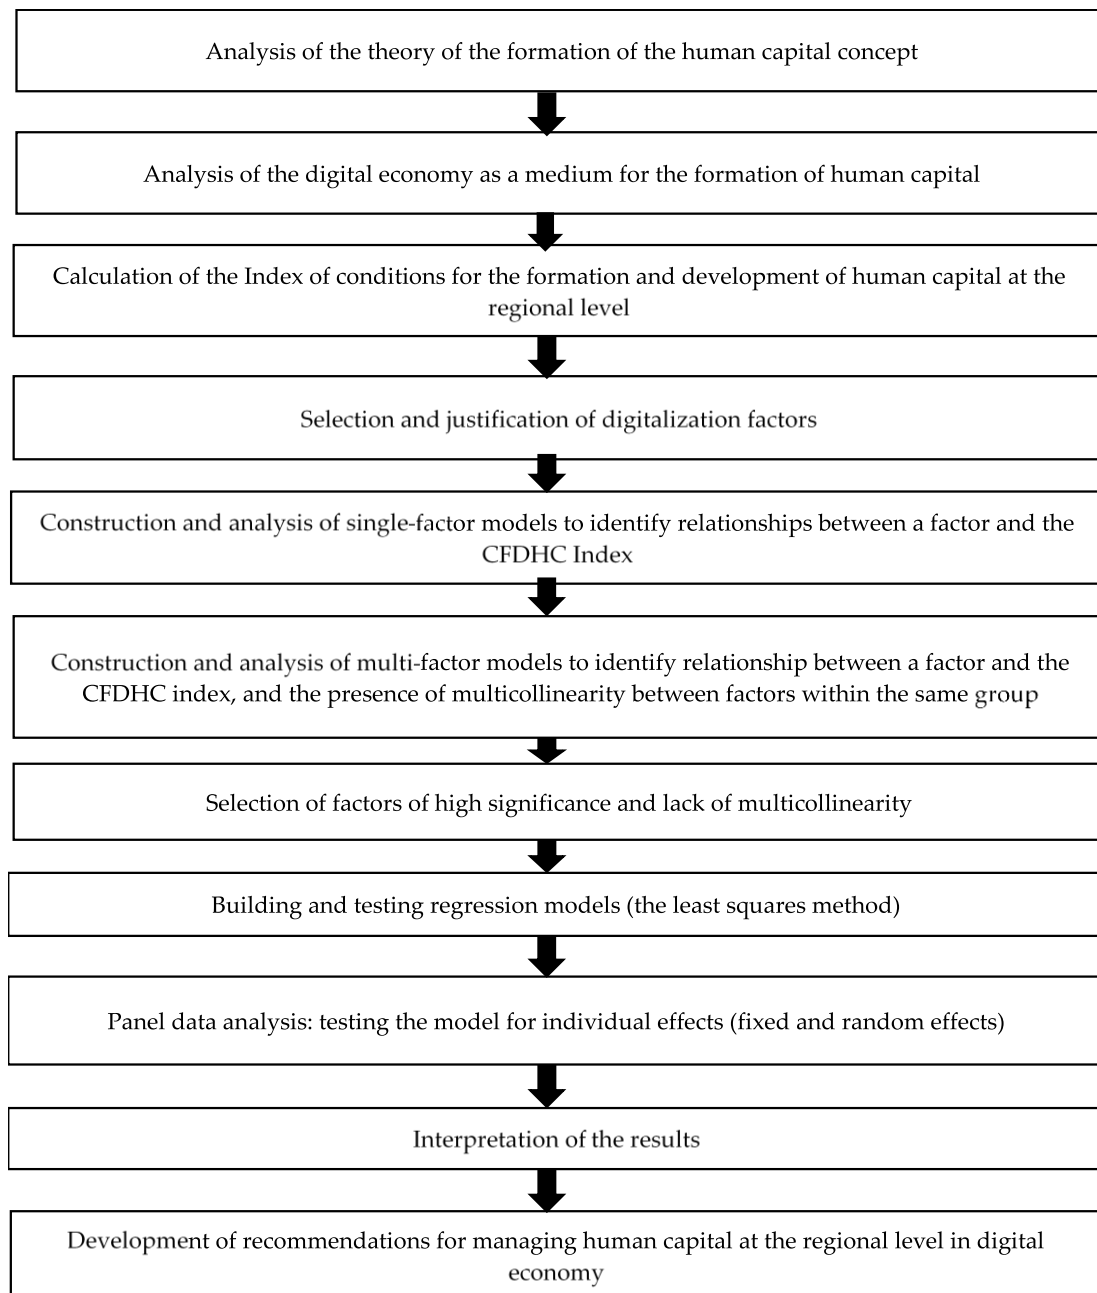 Analysis of the theory of the formation of the human capital concept
Analysis of the digital economy as a medium for the formation of human capital
Calculation of the Index of conditions for the formation and development of human capital at the
regional level
Selection and justification of digitalization factors
Construction and analysis of single-factor models to identify relationships between a factor and the
CFDHC Index
Construction and analysis of multi-factor models to identify relationship between a factor and the
CFDHC index, and the presence of multicollinearity between factors within the same group
Selection of factors of high significance and lack of multicollinearity
Building and testing regression models (the least squares method)
Panel data analysis: testing the model for individual effects (fixed and random effects)
Interpretation of the results
Development of recommendations for managing human capital at the regional level in digital
economy